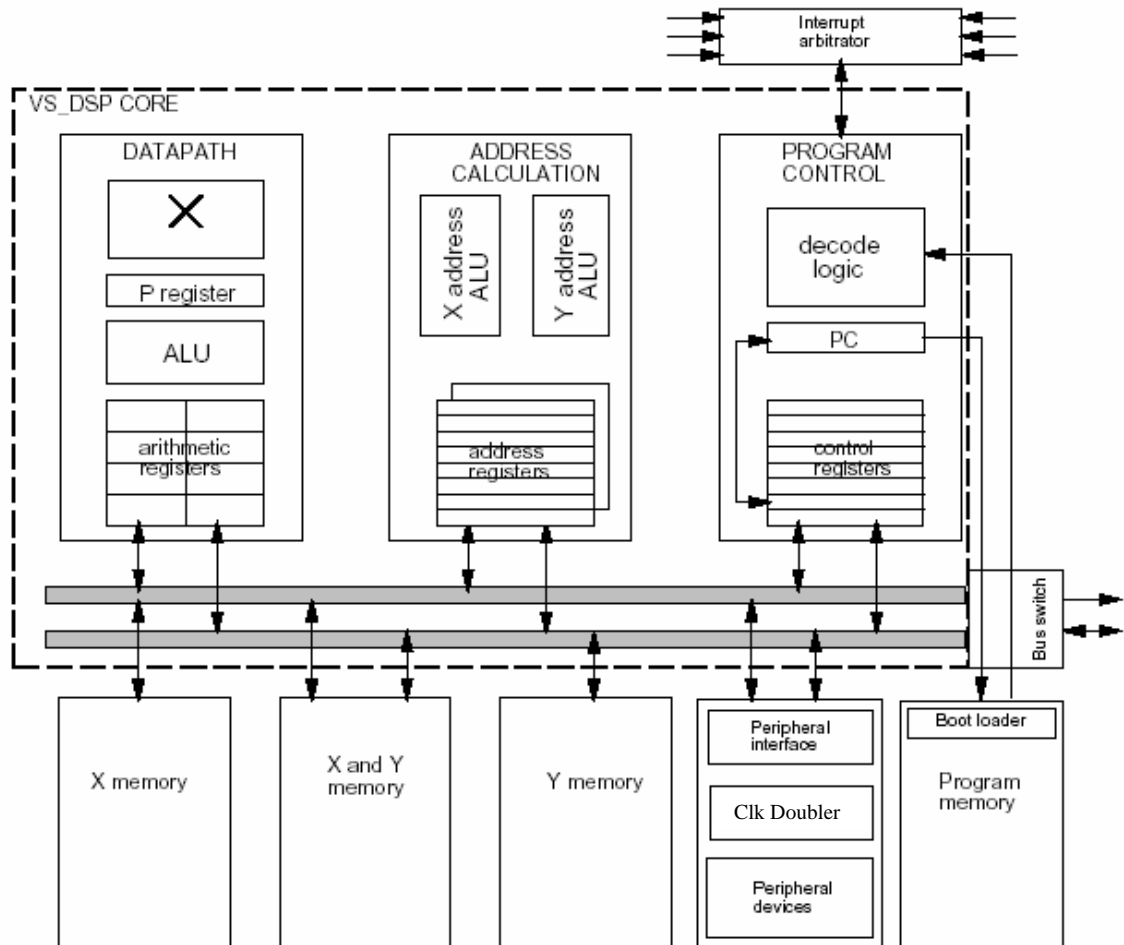 Interrupt
arbitrator
VS_DSP CORE
DATAPATH
X
P register
ALU
arithmetic
registers
ADDRESS
CALCULATION
X address
ALU
Y address
ALU
address
registers
PROGRAM
CONTROL
decode
logic
PC
control
registers
Bus switch
X memory
X and Y
memory
Y memory
Peripheral
interface
Clk Doubler
Peripheral
devices
Boot loader
Program
memory